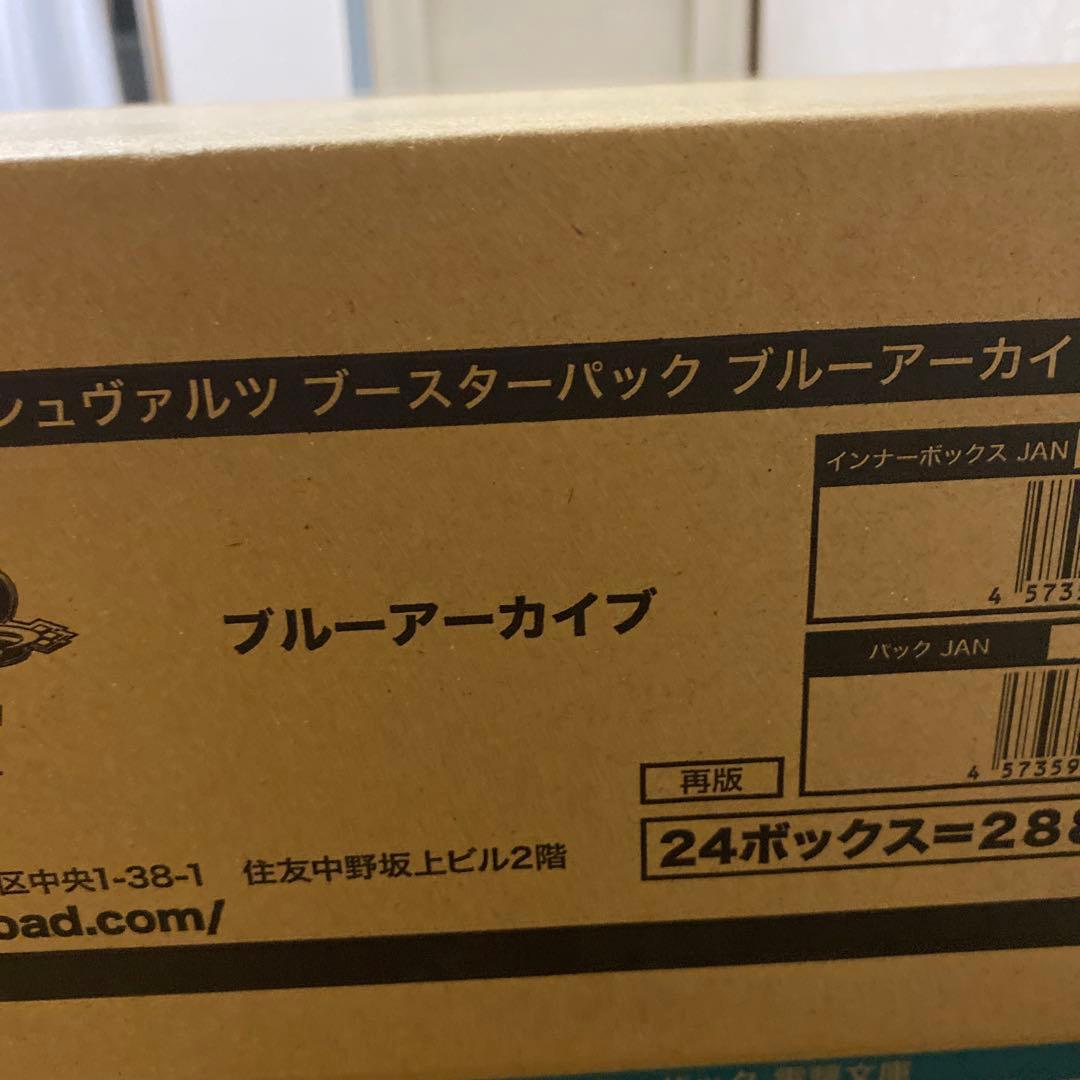 シュヴァルツ ブースターパック ブルーアーカイ
インナーボックス JAN
4 573
ブルーアーカイブ
パック JAN
4 57359
再版
24ボックス=288
区中央1-38-1 住友中野坂上ビル2階
oad.com/